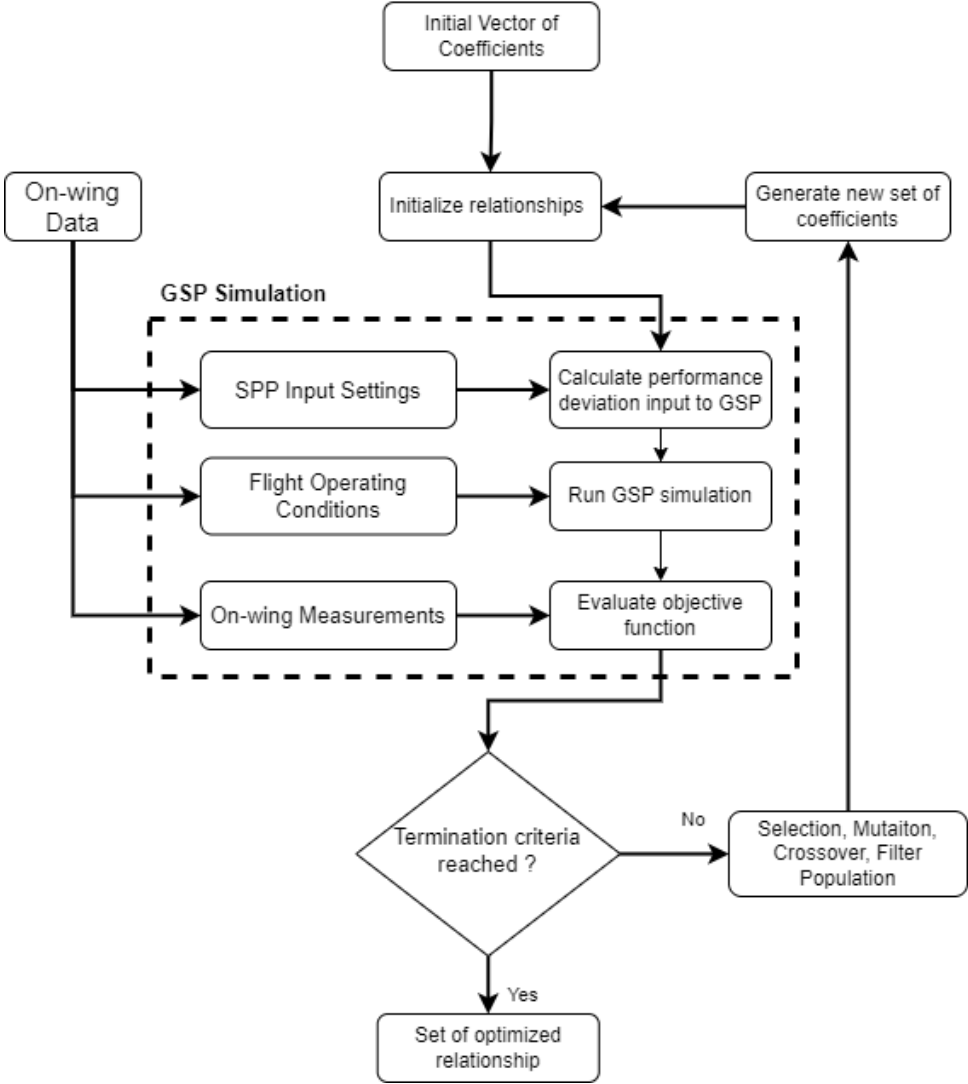 Initial Vector of
Coefficients
On-wing
Data
Initialize relationships
Generate new set of
coefficients
GSP Simulation
SPP Input Settings
Calculate performance
deviation input to GSP
Flight Operating
Conditions
Run GSP simulation
On-wing Measurements
Evaluate objective
function
Termination criteria
reached ?
No
Selection, Mutaiton,
Crossover, Filter
Population
Yes
Set of optimized
relationship